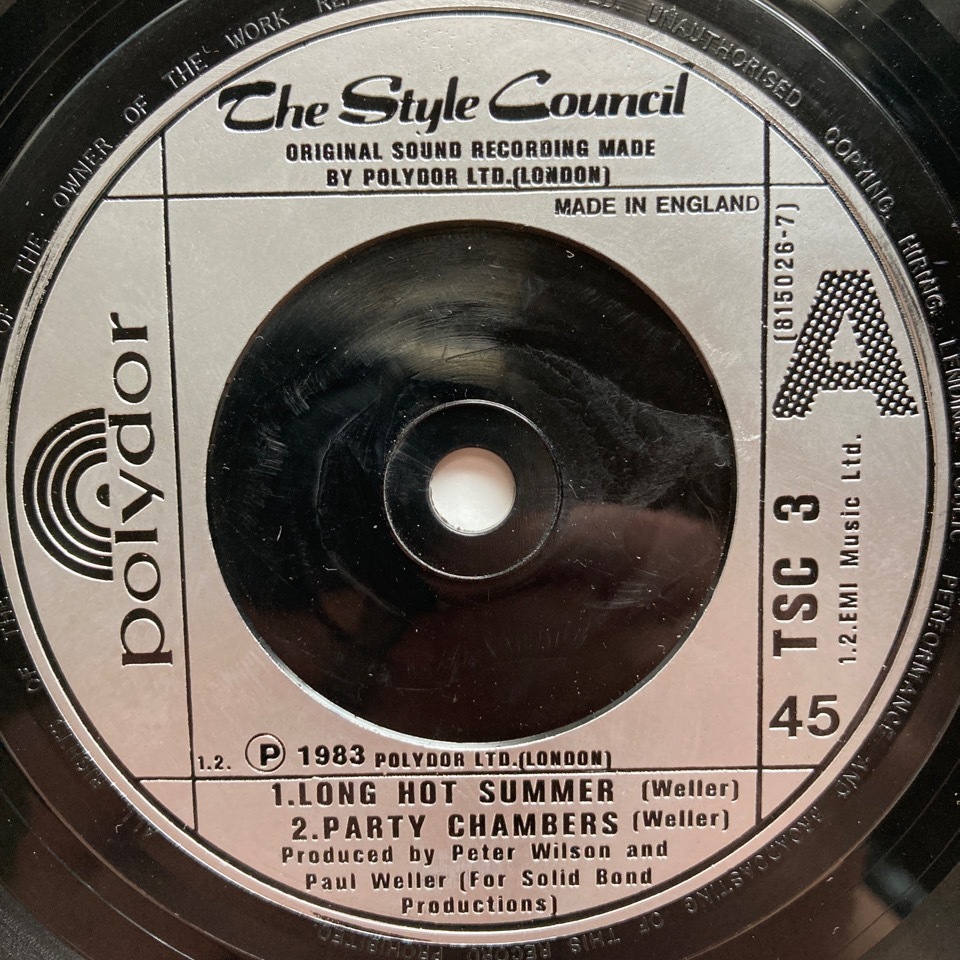 The Style Council
ORIGINAL SOUND RECORDING MADE
BY POLYDOR LTD.(LONDON)
MADE IN ENGLAND
polydor
(815026-7)
A
TSC 3
1.2.EMI Music Ltd.
45
1.2. Ⓟ 1983 POLYDOR LTD.(LONDON)
1.LONG HOT SUMMER (Weller)
2.PARTY CHAMBERS (Weller)
Produced by Peter Wilson and
Paul Weller (For Solid Bond
Productions)
OF THE OWNER OF THE WORK UNAUTHORISED COPYING, HIRING, LENDING, PUBLIC PERFORMANCE AND BROADCASTING OF THIS RECORD PROHIBITED